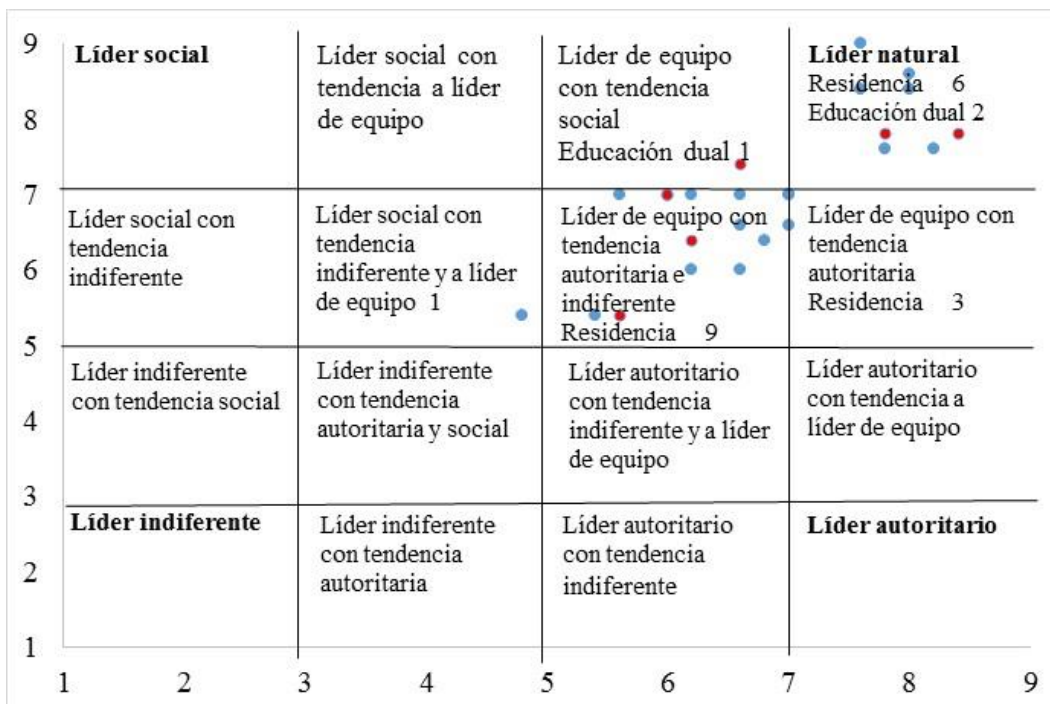 9
8
7
6
5
4
3
2
1
Líder social
Líder social con
tendencia a líder
de equipo
Líder de equipo
con tendencia
social
Educación dual 1
Líder natural
Residencia 6
Educación dual 2
Líder social con
tendencia
indiferente
Líder social con
tendencia
indiferente y a líder
de equipo 1
Líder de equipo con
tendencia
autoritaria e
indiferente
Residencia 9
Líder de equipo con
tendencia
autoritaria
Residencia 3
Líder indiferente
con tendencia social
Líder indiferente
con tendencia
autoritaria y social
Líder autoritario
con tendencia
indiferente y a líder
de equipo
Líder autoritario
con tendencia a
líder de equipo
Líder indiferente
Líder indiferente
con tendencia
autoritaria
Líder autoritario
con tendencia
indiferente
Líder autoritario
1 2 3 4 5 6 7 8 9